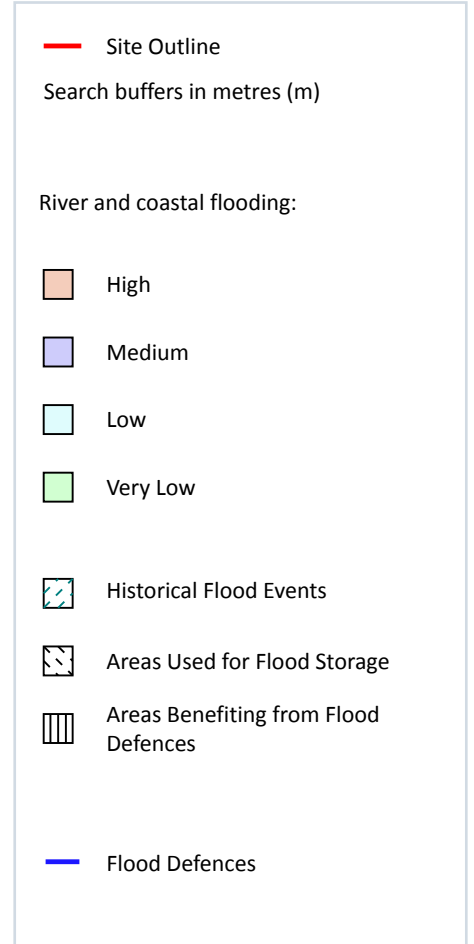 Site Outline
Search buffers in metres (m)
River and coastal flooding:
High
Medium
Low
Very Low
Historical Flood Events
Areas Used for Flood Storage
Areas Benefiting from Flood
Defences
Flood Defences